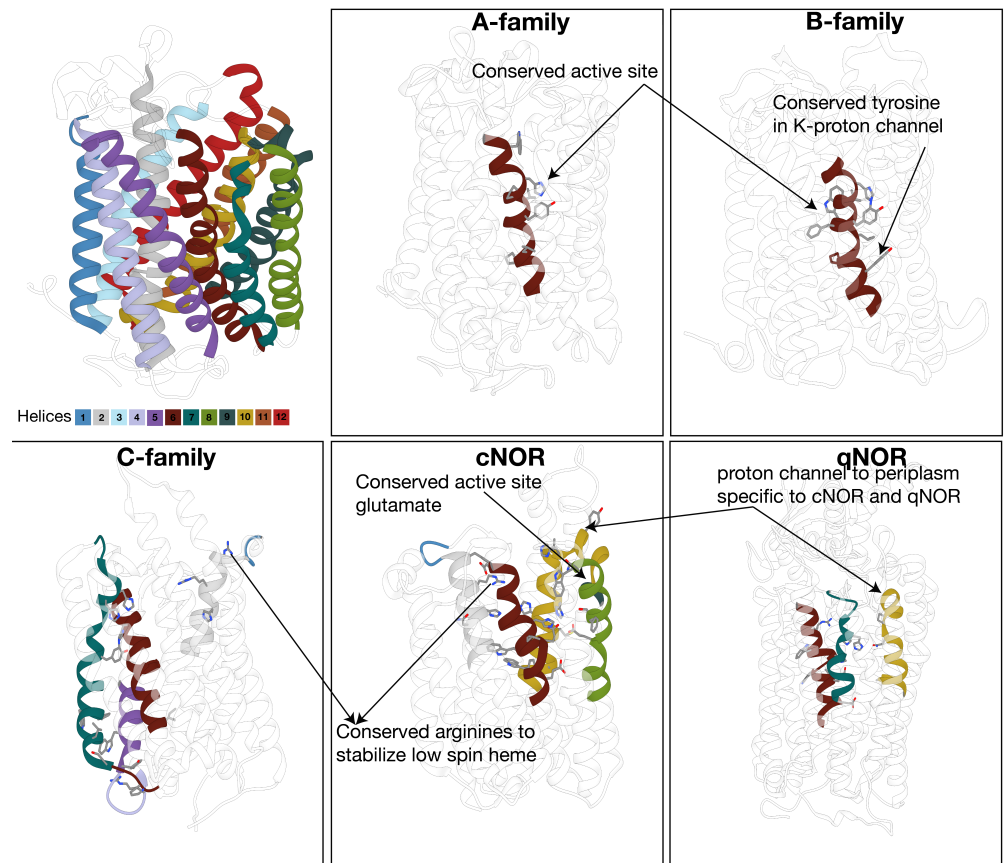 A-family
B-family
Conserved active site
Conserved tyrosine
in K-proton channel
Helices 1 2 3 4 5 6 7 8 9 10 11 12
C-family
cNOR
qNOR
Conserved active site
glutamate
proton channel to periplasm
specific to cNOR and qNOR
Conserved arginines to
stabilize low spin heme